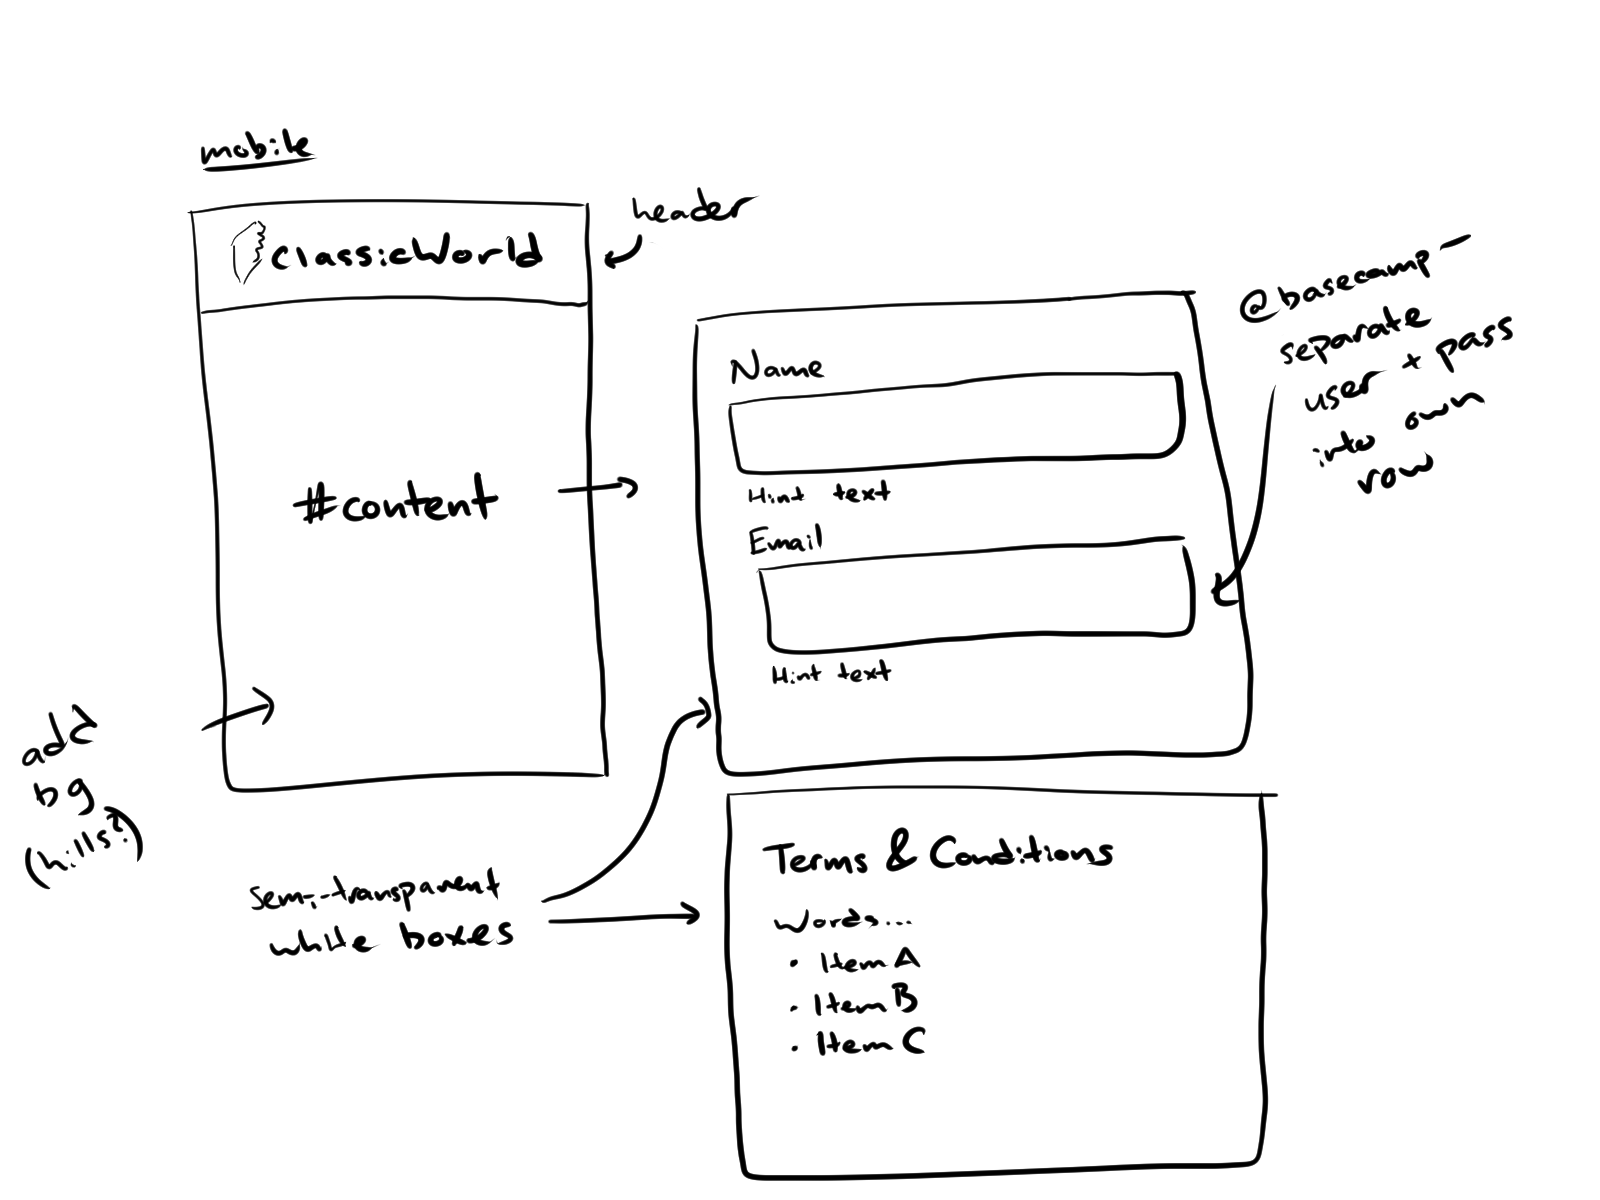 mobile
classicWorld
header
#content
add
bg
(hills?)
semi-transparent
white boxes
Name
Hint text
Email
Hint text
@basecamp-
separate
user + pass
into own
row
Terms & Conditions
Words...
• Item A
• Item B
• Item C